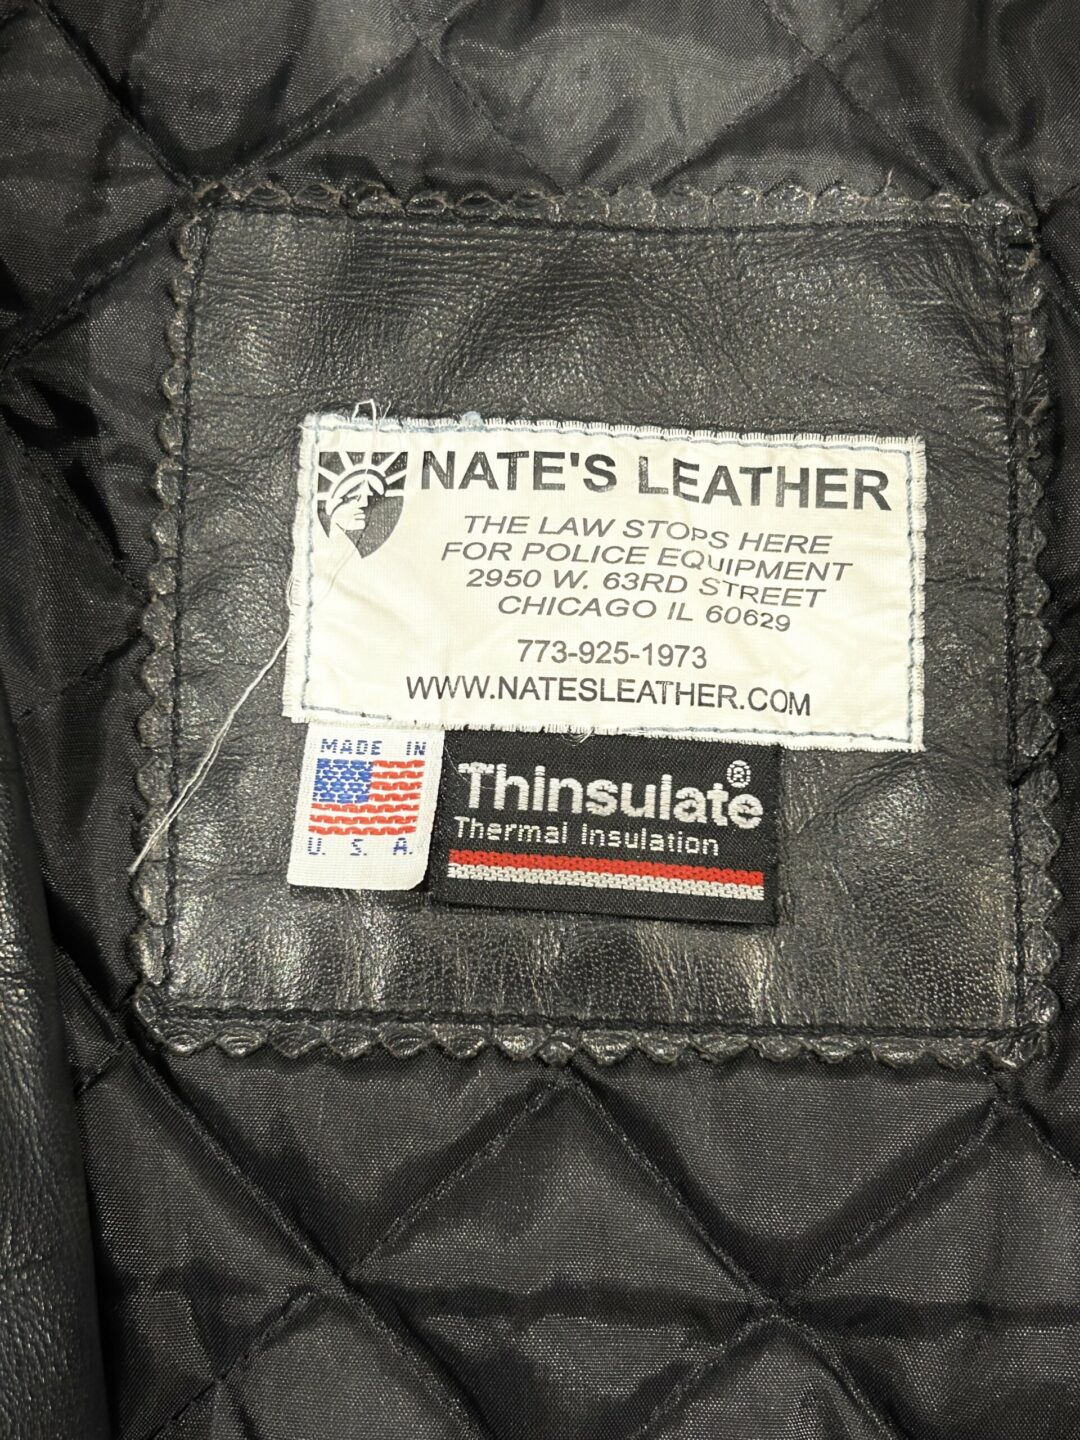 NATE'S LEATHER
THE LAW STOPS HERE
FOR POLICE EQUIPMENT
2950 W. 63RD STREET
CHICAGO IL 60629
773-925-1973
WWW.NATESLEATHER.COM
MADE IN
U. S. A.
Thinsulate®
Thermal Insulation